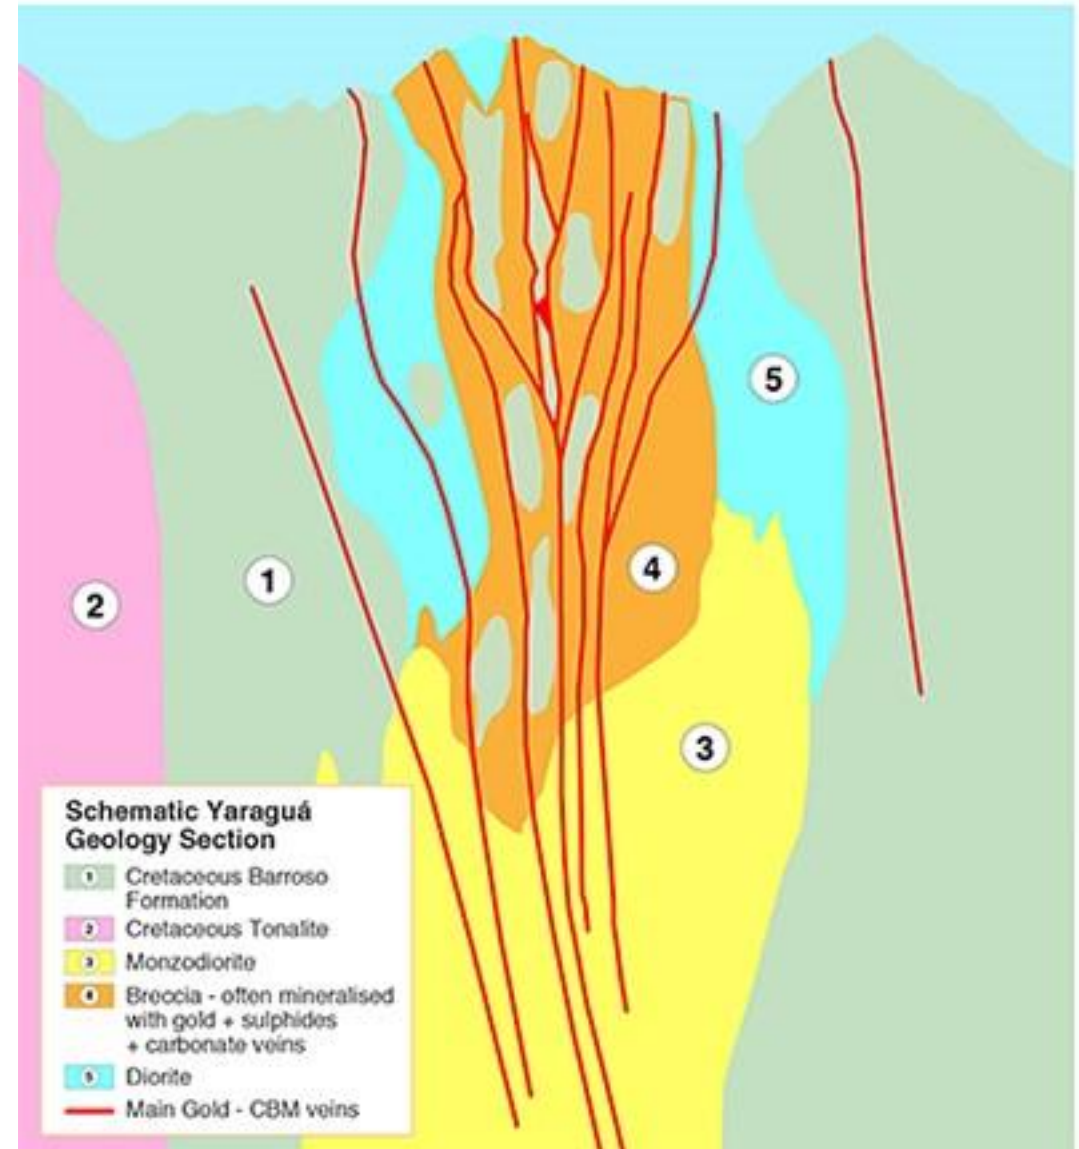 5
1
4
2
3
Schematic Yaraguá
Geology Section
1 Cretaceous Barroso
Formation
2 Cretaceous Tonalite
3 Monzodiorite
4 Breccia - often mineralised
with gold + sulphides
+ carbonate veins
5 Diorite
Main Gold - CBM veins